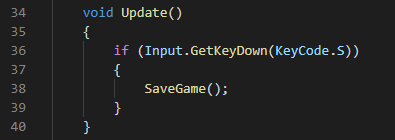 34 void Update()
35 {
36 if (Input.GetKeyDown(KeyCode.S))
37 {
38 SaveGame();
39 }
40 }